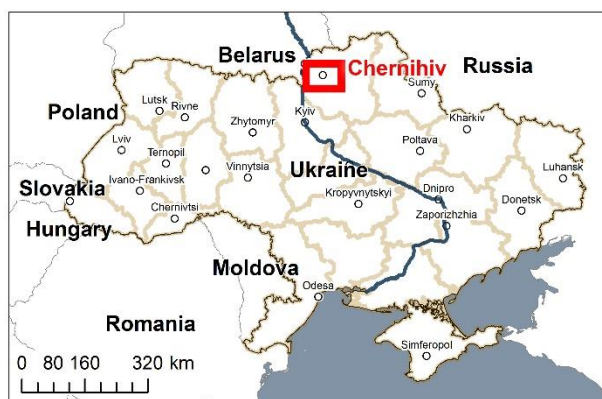 Belarus
Chernihiv
Russia
Sumy
Poland
Lutsk
Rivne
Kyiv
Kharkiv
Zhytomyr
Lviv
Poltava
Ternopil
Ukraine
Luhansk
Slovakia
Ivano-Frankivsk
Vinnytsia
Dnipro
Kropyvnytskyi
Donetsk
Hungary
Chernivtsi
Zaporizhzhia
Moldova
Odesa
Romania
Simferopol
0 80 160 320 km